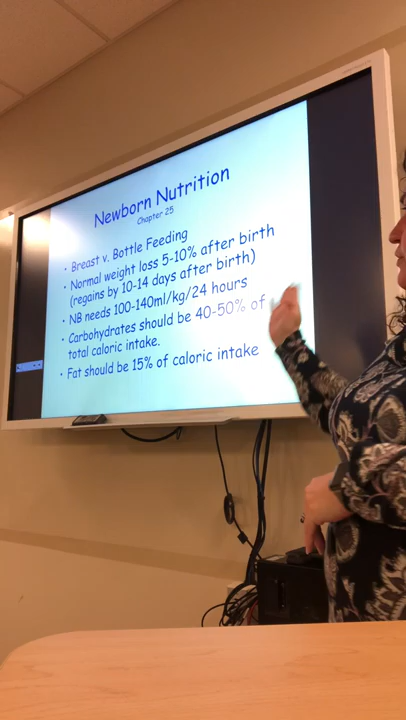 Newborn Nutrition
Chapter 25
• Breast v. Bottle Feeding
• Normal weight loss 5-10% after birth
(regains by 10-14 days after birth)
• NB needs 100-140ml/kg/24 hours
• Carbohydrates should be 40-50% of
total caloric intake.
• Fat should be 15% of caloric intake